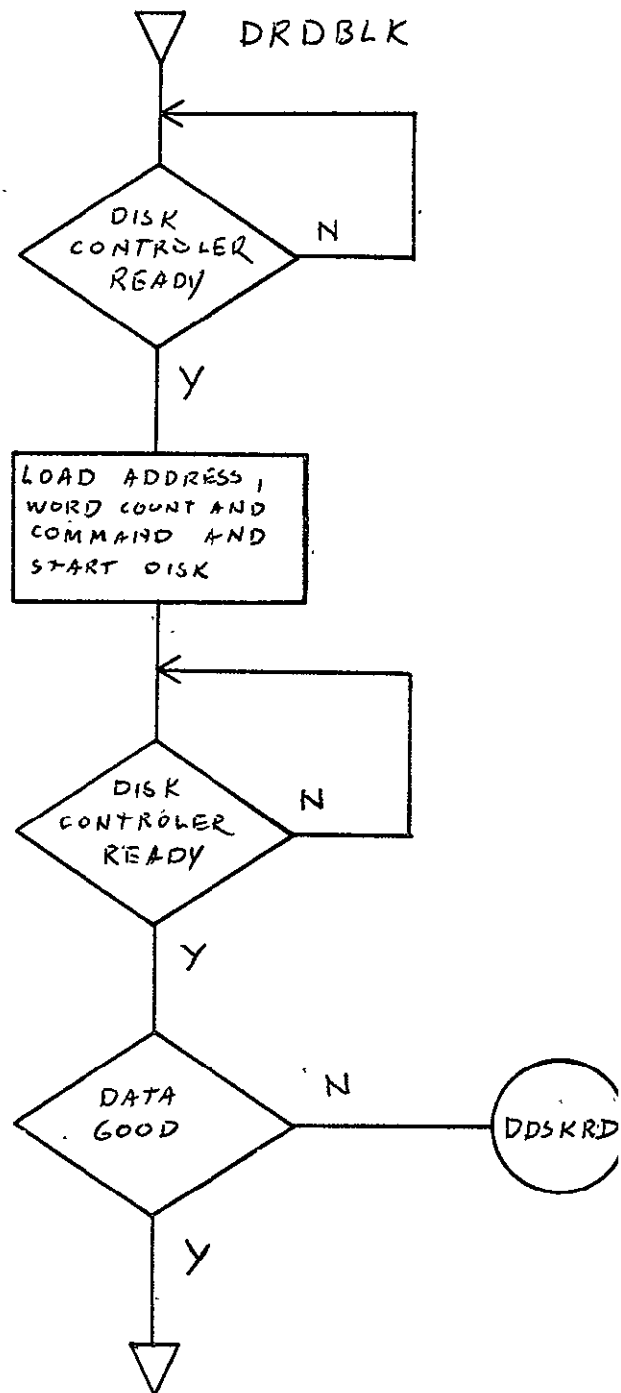 DRDBLK
DISK
CONTROLER
READY
N
Y
LOAD ADDRESS,
WORD COUNT AND
COMMAND AND
START DISK
DISK
CONTROLER
READY
N
Y
DATA
GOOD
N
DDSKRD
Y